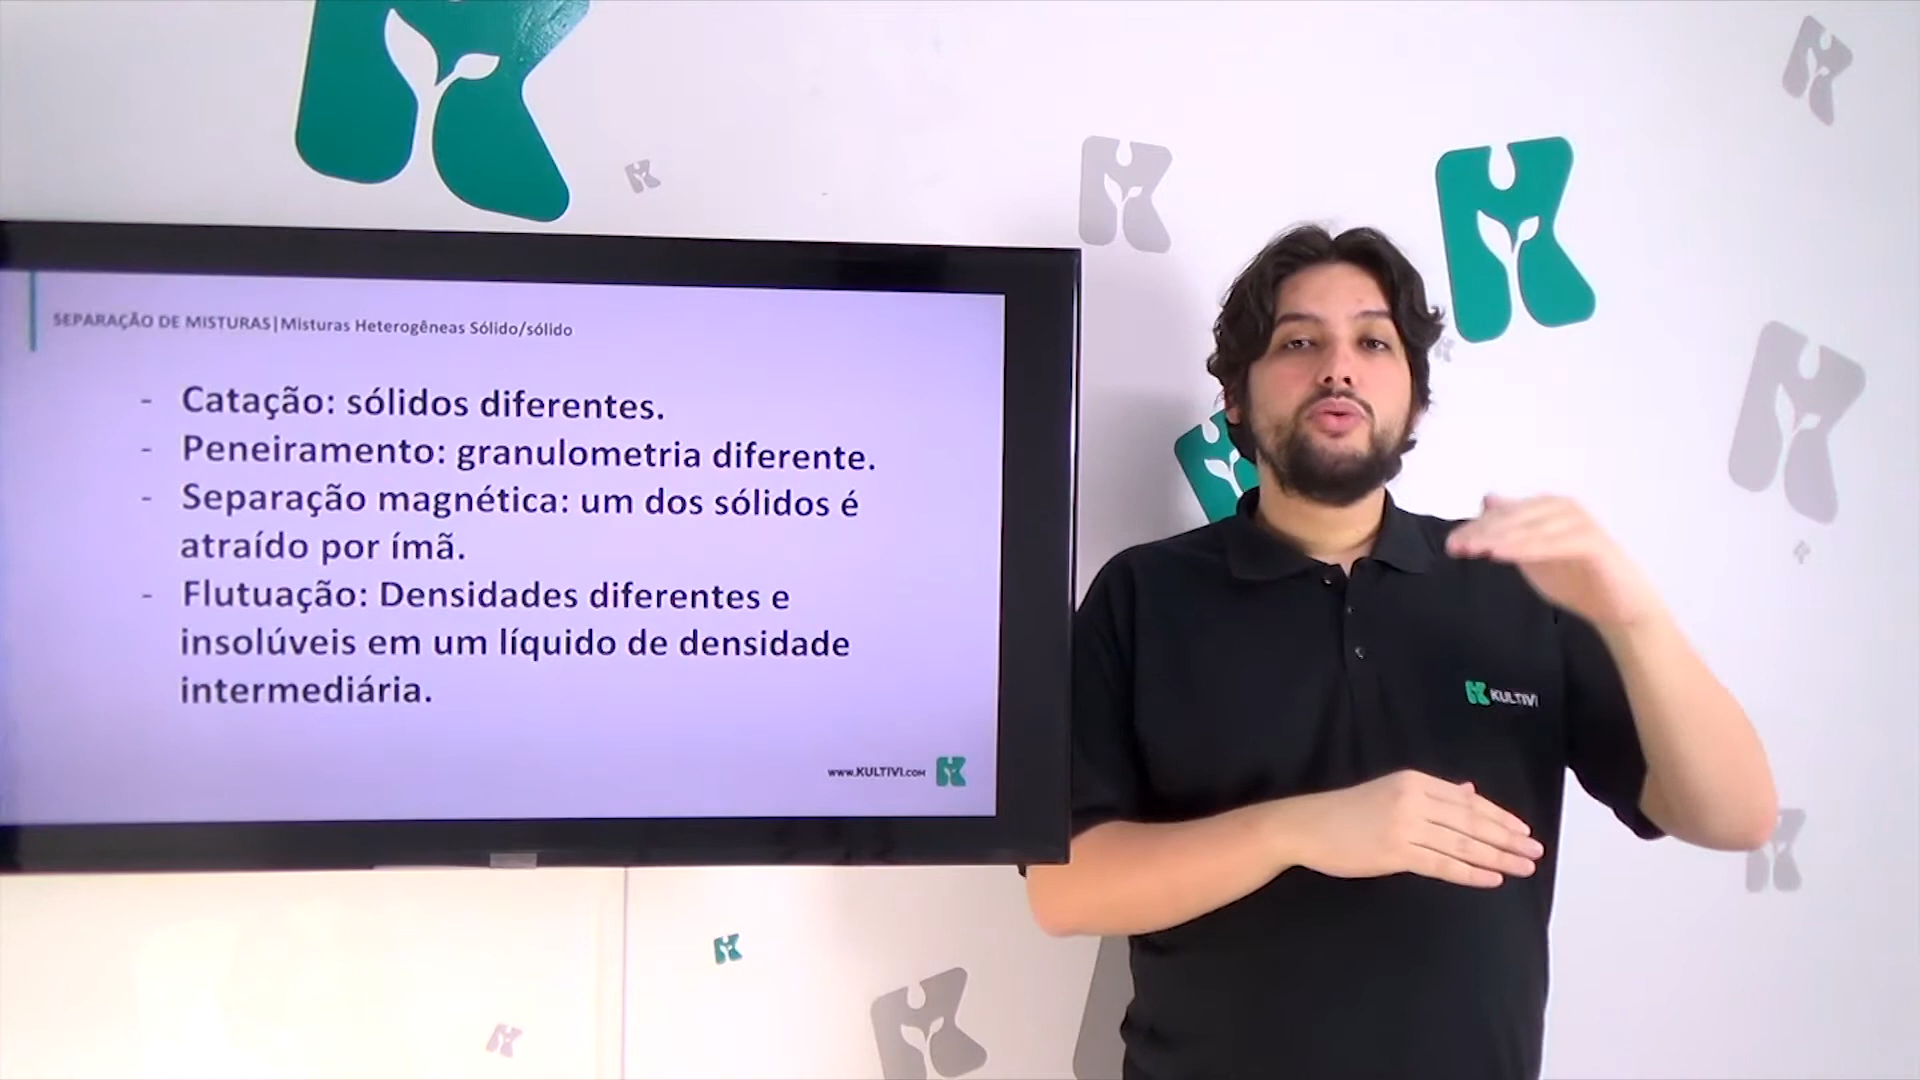 SEPARAÇÃO DE MISTURAS|Misturas Heterogêneas Sólido/sólido
- Catação: sólidos diferentes.
- Peneiramento: granulometria diferente.
- Separação magnética: um dos sólidos é
atraído por ímã.
- Flutuação: Densidades diferentes e
insolúveis em um líquido de densidade
intermediária.
www.KULTIVI.COM
KULTIVI